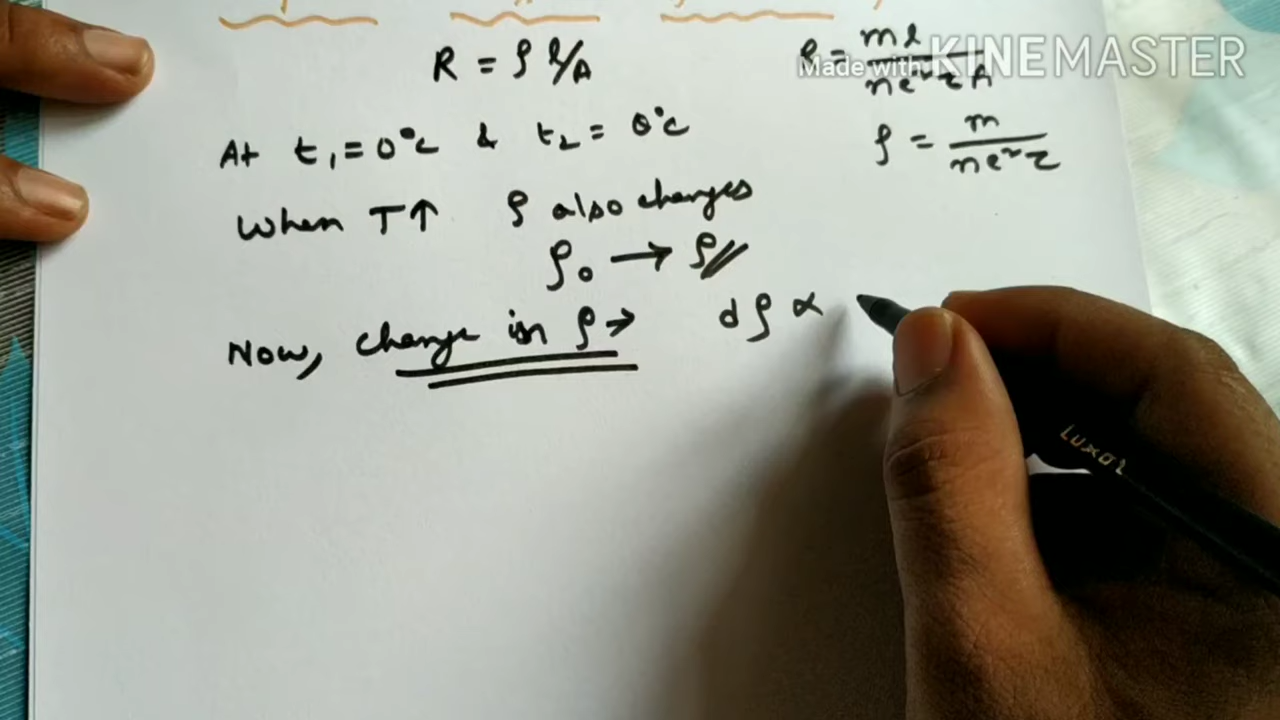 R = ρ l/A
R = ml/ne²τA
Made with KINEMASTER
ρ = m/ne²τ
At t₁ = 0°c & t₂ = 0°c
When T↑ ρ also changes
ρ₀ → ρ//
Now, change in ρ → dρ ∝
Luxor